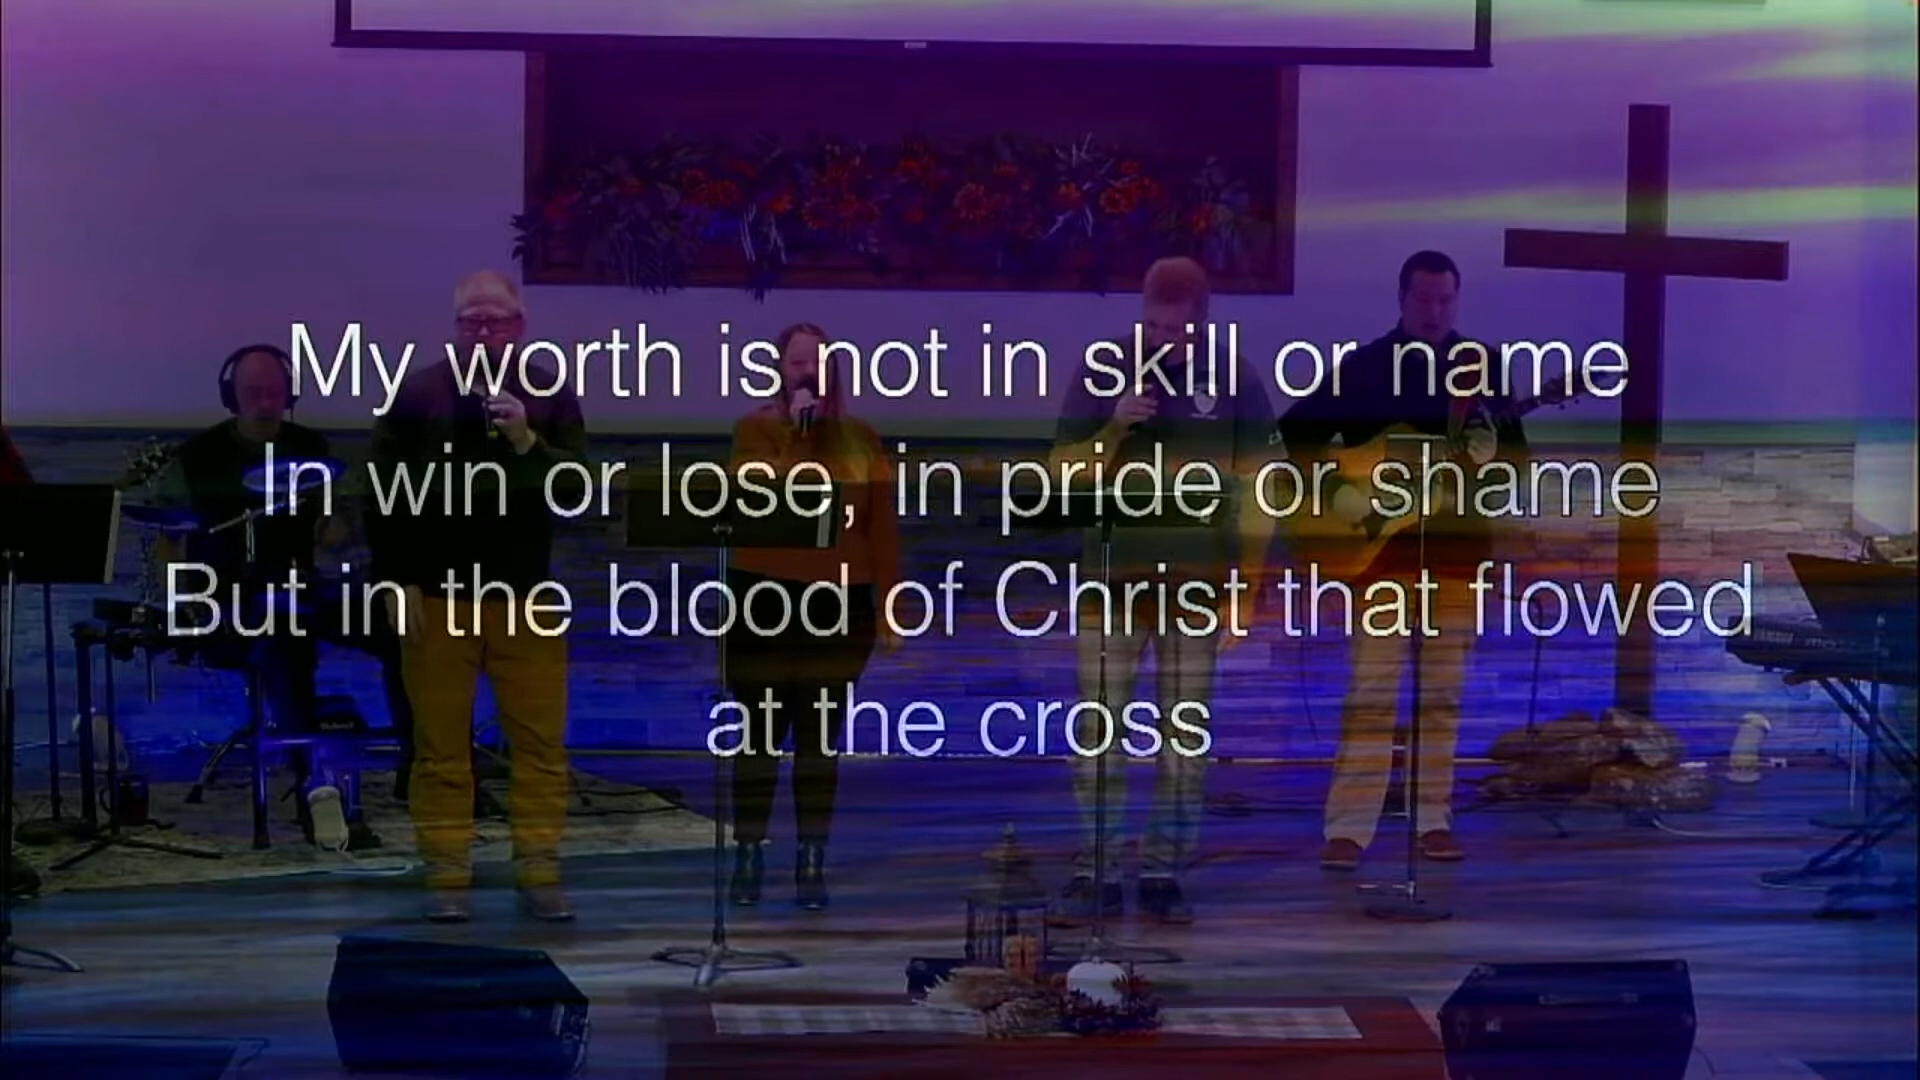 My worth is not in skill or name
In win or lose, in pride or shame
But in the blood of Christ that flowed
at the cross
YAMAHA